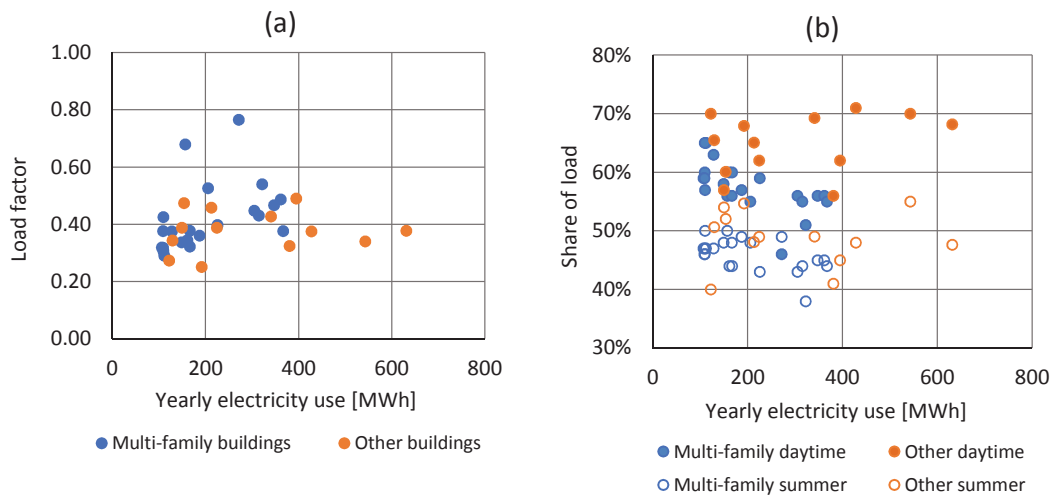 (a)
1.00
0.80
0.60
0.40
0.20
0.00
Load factor
0 200 400 600 800
Yearly electricity use [MWh]
Multi-family buildings Other buildings
(b)
80%
70%
60%
50%
40%
30%
Share of load
0 200 400 600 800
Yearly electricity use [MWh]
Multi-family daytime Other daytime
Multi-family summer Other summer